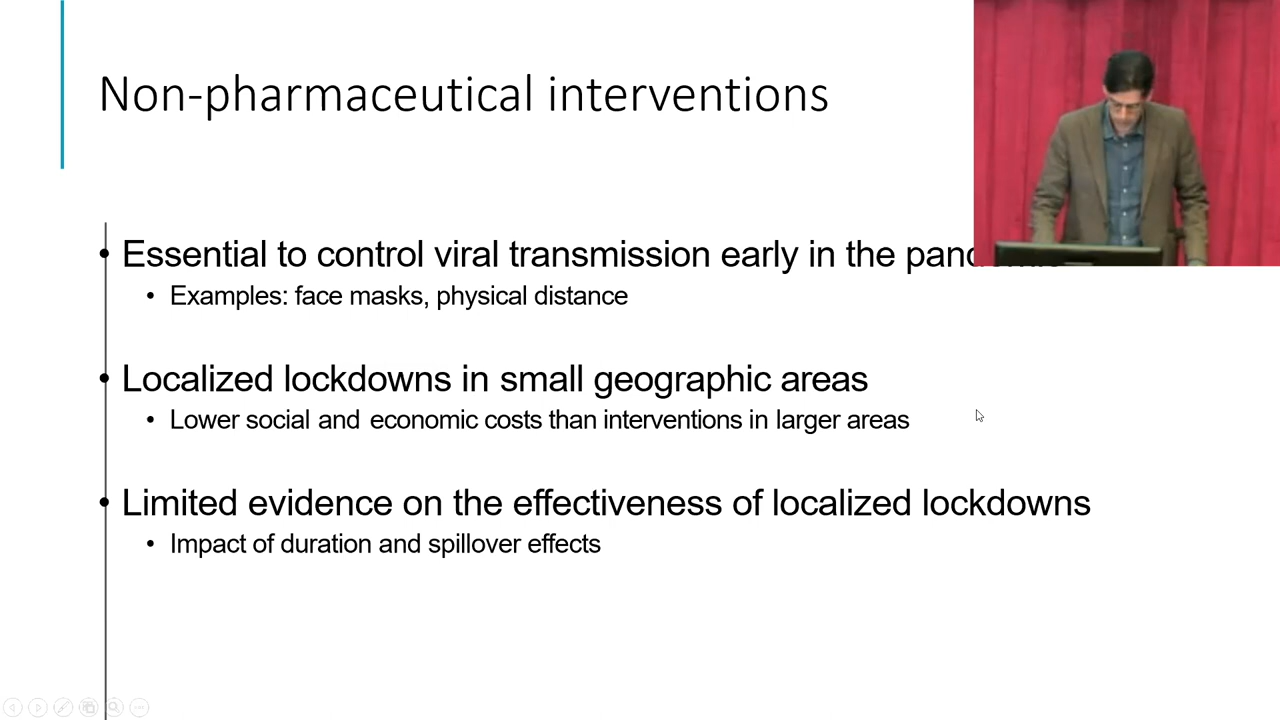 Non-pharmaceutical interventions
• Essential to control viral transmission early in the
• Examples: face masks, physical distance
• Localized lockdowns in small geographic areas
• Lower social and economic costs than interventions in larger areas
• Limited evidence on the effectiveness of localized lockdowns
• Impact of duration and spillover effects